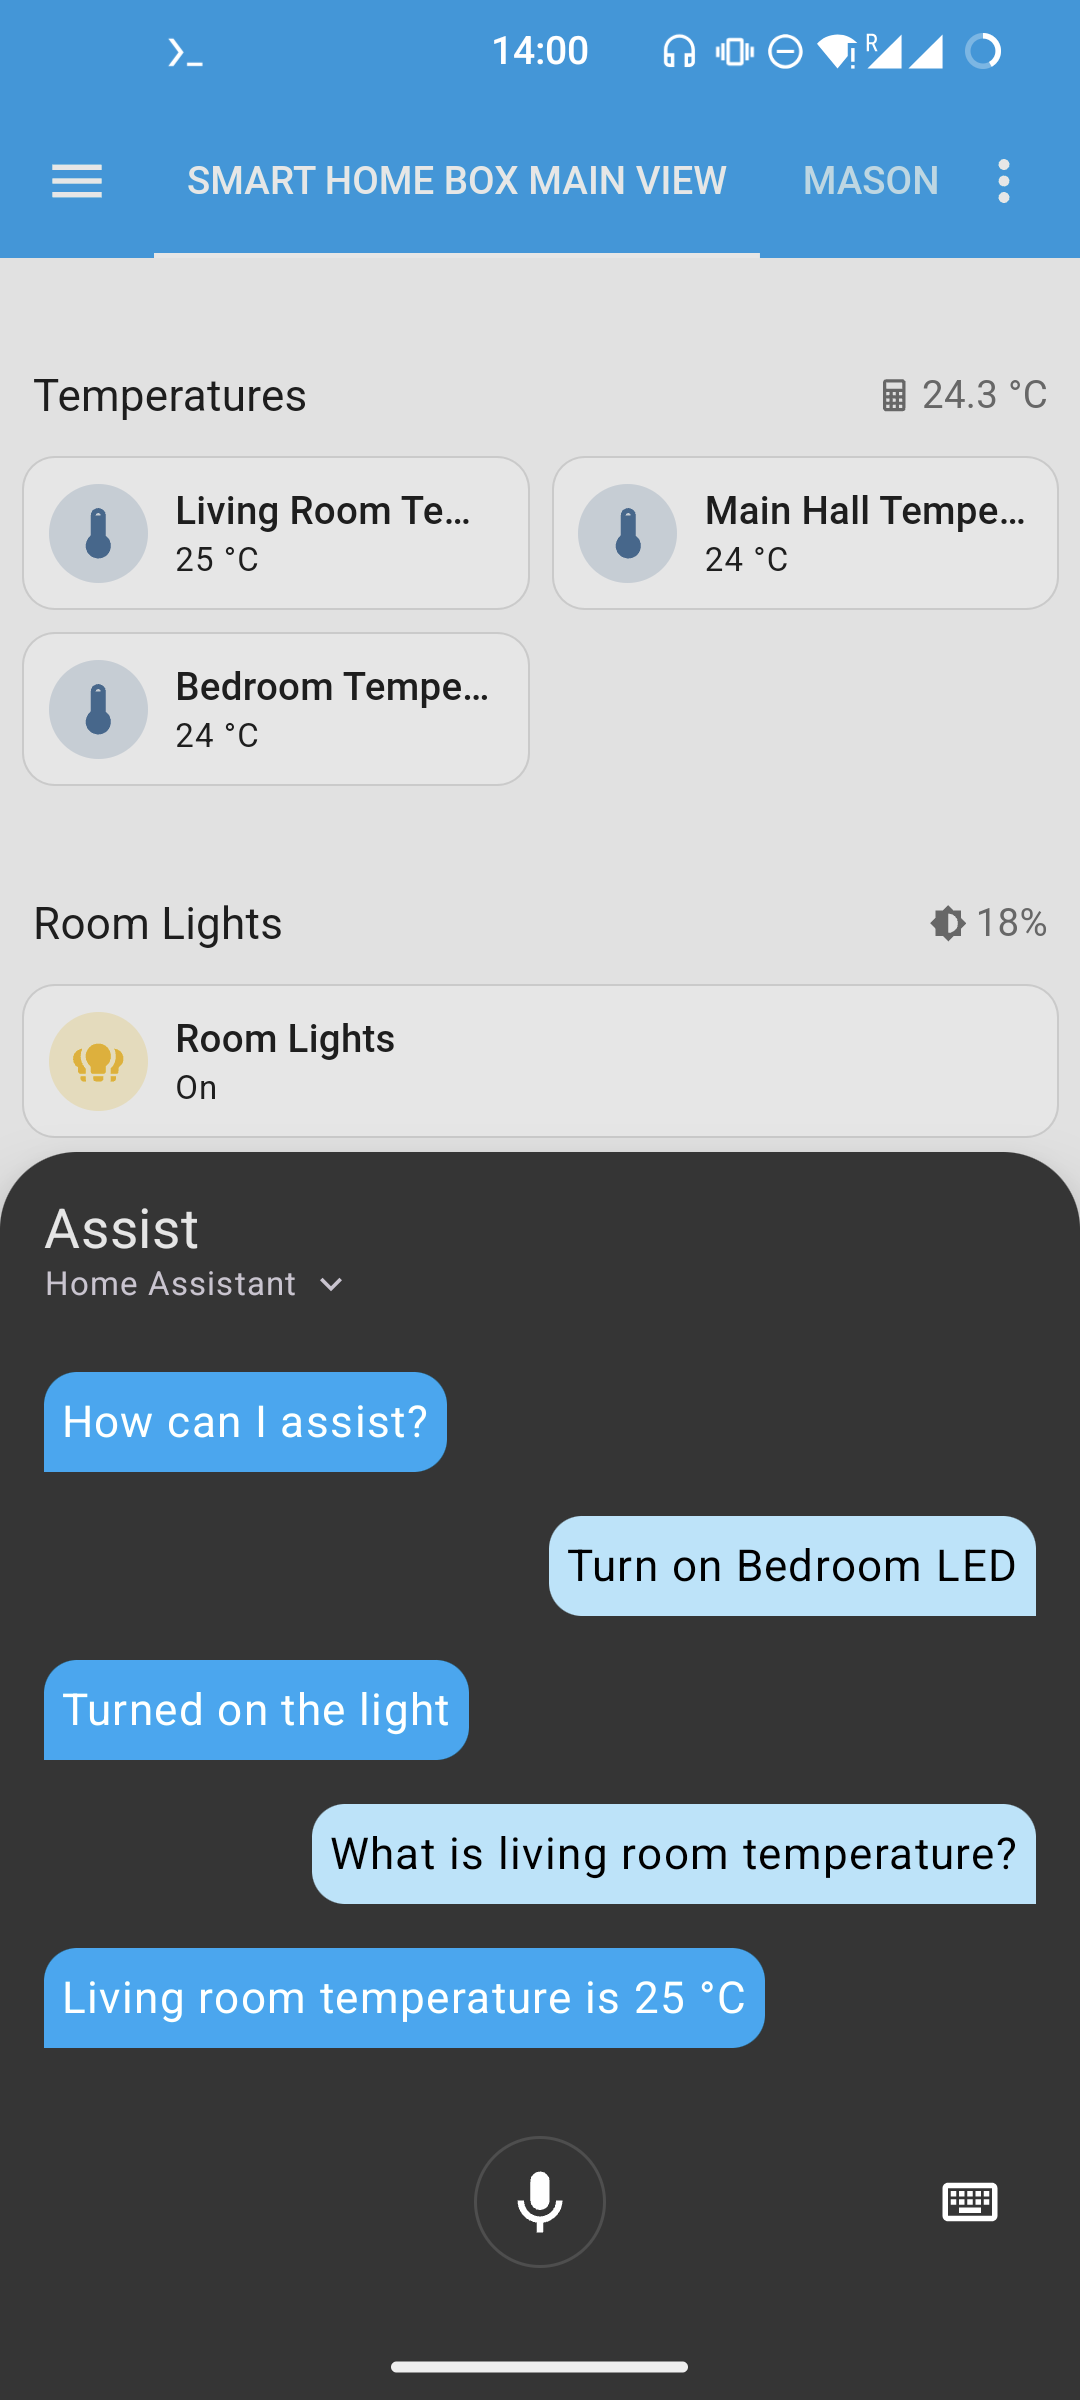 14:00
R
SMART HOME BOX MAIN VIEW MASON
Temperatures 24.3 °C
Living Room Te...
25 °C
Main Hall Tempe...
24 °C
Bedroom Tempe...
24 °C
Room Lights 18%
Room Lights
On
Assist
Home Assistant
How can I assist?
Turn on Bedroom LED
Turned on the light
What is living room temperature?
Living room temperature is 25 °C